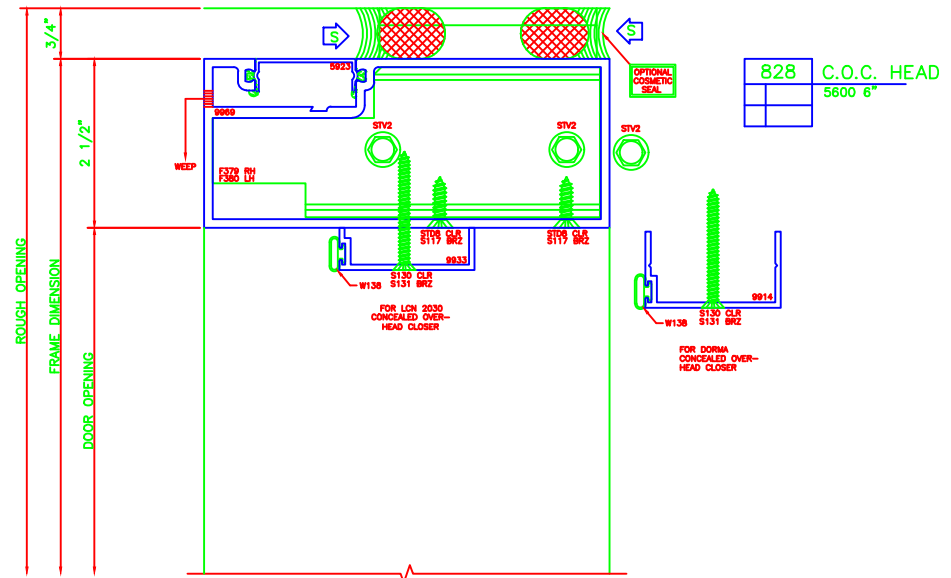 3/4"
S
S
OPTIONAL
COSMETIC
SEAL
828
C.O.C. HEAD
5600 6"
5923
9969
2 1/2"
WEEP
STV2
STV2
STV2
F379 RH
F380 LH
STD8 CLR
S117 BRZ
STD8 CLR
S117 BRZ
9933
S130 CLR
S131 BRZ
W138
FOR LCN 2030
CONCEALED OVER-
HEAD CLOSER
9914
S130 CLR
S131 BRZ
W138
FOR DORMA
CONCEALED OVER-
HEAD CLOSER
ROUGH OPENING
FRAME DIMENSION
DOOR OPENING